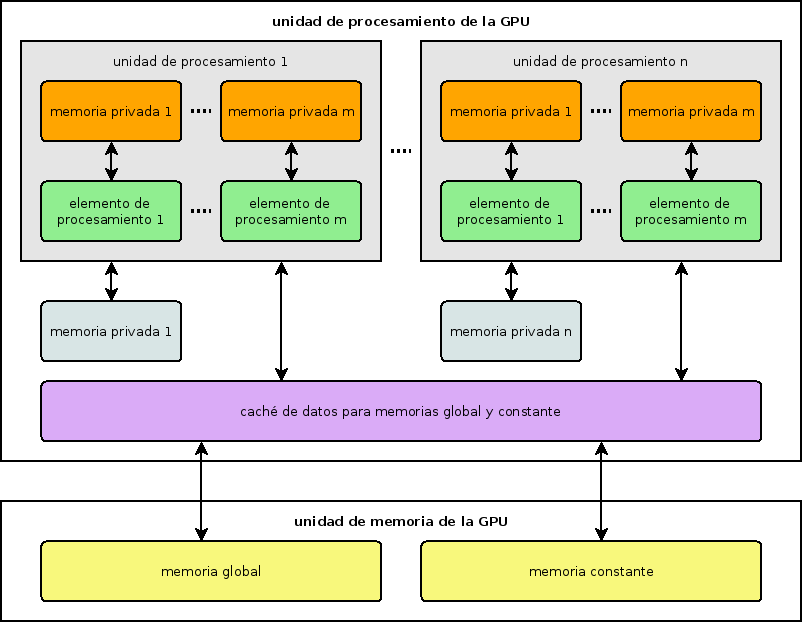 unidad de procesamiento de la GPU
unidad de procesamiento 1
unidad de procesamiento n
memoria privada 1
memoria privada m
memoria privada 1
memoria privada m
elemento de
procesamiento 1
elemento de
procesamiento m
elemento de
procesamiento 1
elemento de
procesamiento m
memoria privada 1
memoria privada n
caché de datos para memorias global y constante
unidad de memoria de la GPU
memoria global
memoria constante